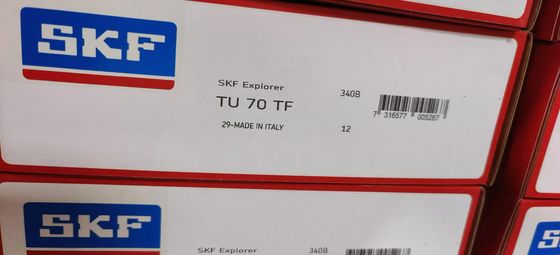 SKF
SKF Explorer
340B
TU 70 TF
7 316577 005267
29-MADE IN ITALY
12
SKF
SKF Explorer
340B
SKF